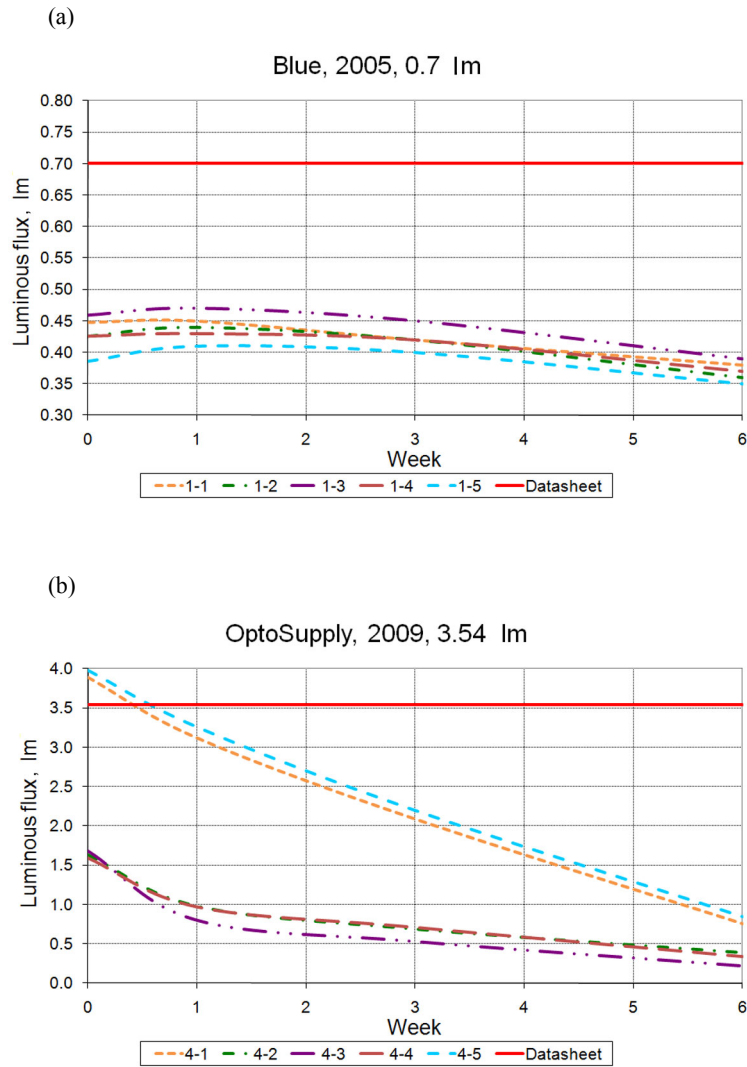 (a)
Blue, 2005, 0.7 lm
Luminous flux, lm
0.80
0.75
0.70
0.65
0.60
0.55
0.50
0.45
0.40
0.35
0.30
0 1 2 3 4 5 6
Week
1-1 1-2 1-3 1-4 1-5 Datasheet
(b)
OptoSupply, 2009, 3.54 lm
Luminous flux, lm
4.0
3.5
3.0
2.5
2.0
1.5
1.0
0.5
0.0
0 1 2 3 4 5 6
Week
4-1 4-2 4-3 4-4 4-5 Datasheet